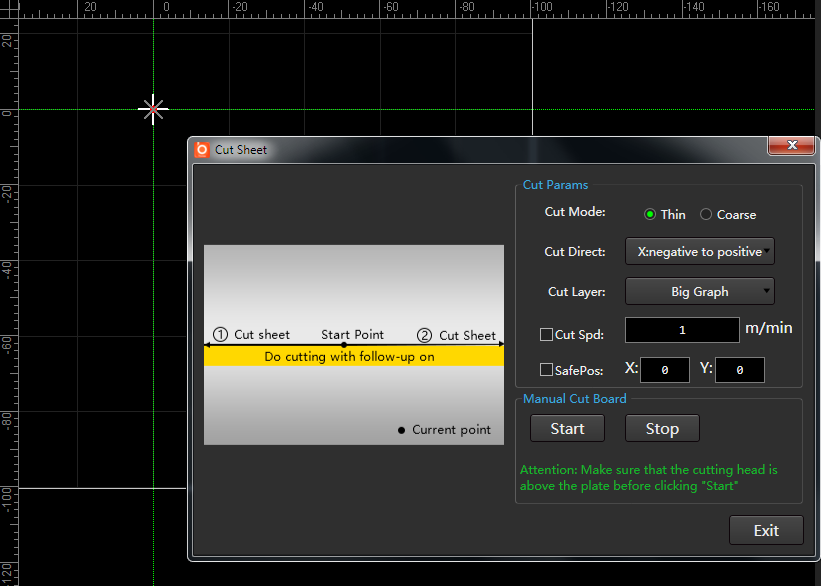 20 0 -20 -40 -60 -80 -100 -120 -140 -160
20
0
-20
-40
-60
-80
-100
-120
Cut Sheet
Cut Params
Cut Mode: Thin Coarse
Cut Direct: X:negative to positive
Cut Layer: Big Graph
Cut Spd: 1 m/min
SafePos: X: 0 Y: 0
① Cut sheet Start Point ② Cut Sheet
Do cutting with follow-up on
Current point
Manual Cut Board
Start Stop
Attention: Make sure that the cutting head is
above the plate before clicking "Start"
Exit